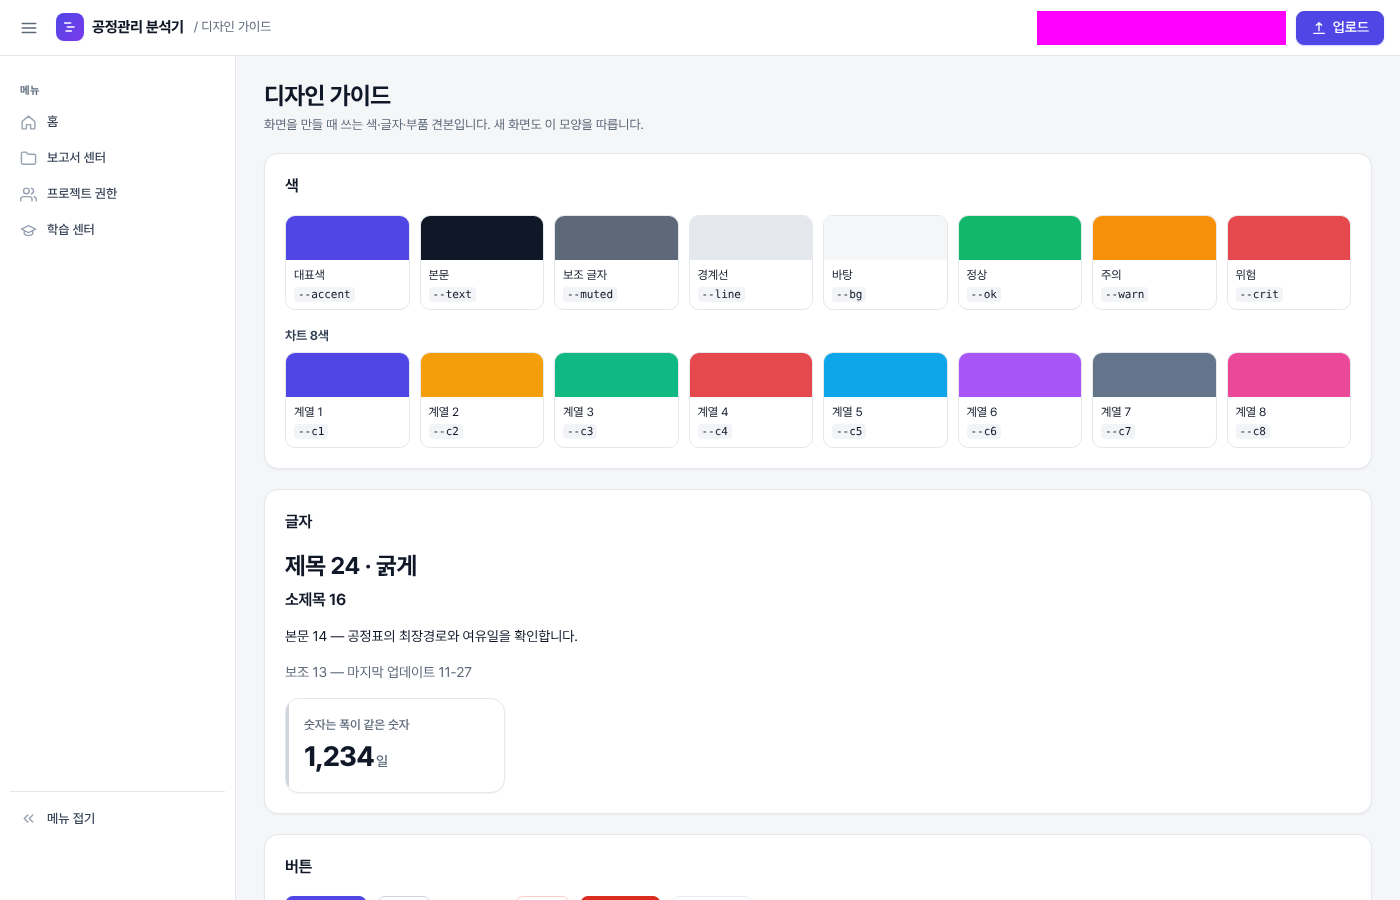 공정관리 분석기 / 디자인 가이드
업로드
메뉴
홈
보고서 센터
프로젝트 권한
학습 센터
메뉴 접기
디자인 가이드
화면을 만들 때 쓰는 색·글자·부품 견본입니다. 새 화면도 이 모양을 따릅니다.
색
대표색
--accent
본문
--text
보조 글자
--muted
경계선
--line
바탕
--bg
정상
--ok
주의
--warn
위험
--crit
차트 8색
계열 1
--c1
계열 2
--c2
계열 3
--c3
계열 4
--c4
계열 5
--c5
계열 6
--c6
계열 7
--c7
계열 8
--c8
글자
제목 24 · 굵게
소제목 16
본문 14 — 공정표의 최장경로와 여유일을 확인합니다.
보조 13 — 마지막 업데이트 11-27
숫자는 폭이 같은 숫자
1,234일
버튼